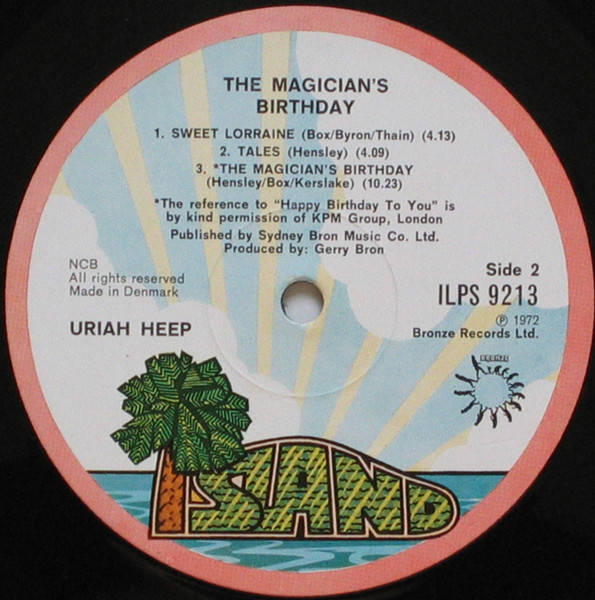 THE MAGICIAN'S
BIRTHDAY
1. SWEET LORRAINE (Box/Byron/Thain) (4.13)
2. TALES (Hensley) (4.09)
3. *THE MAGICIAN'S BIRTHDAY
(Hensley/Box/Kerslake) (10.23)
*The reference to "Happy Birthday To You" is
by kind permission of KPM Group, London
Published by Sydney Bron Music Co. Ltd.
Produced by: Gerry Bron
NCB
All rights reserved
Made in Denmark
Side 2
ILPS 9213
℗ 1972
Bronze Records Ltd.
URIAH HEEP
BRONZE
ISLAND